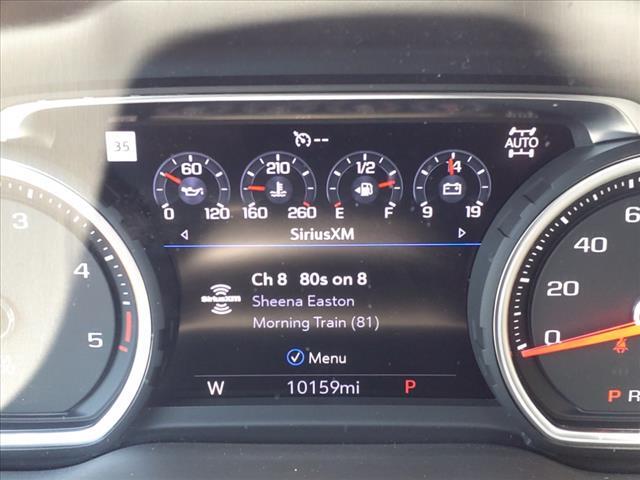 35
--
AUTO
60
210
1/2
14
0 120
160 260
E F
9 19
SiriusXM
Ch 8 80s on 8
SiriusXM
Sheena Easton
Morning Train (81)
Menu
W 10159mi P
3
4
5
0
20
40
60
P R